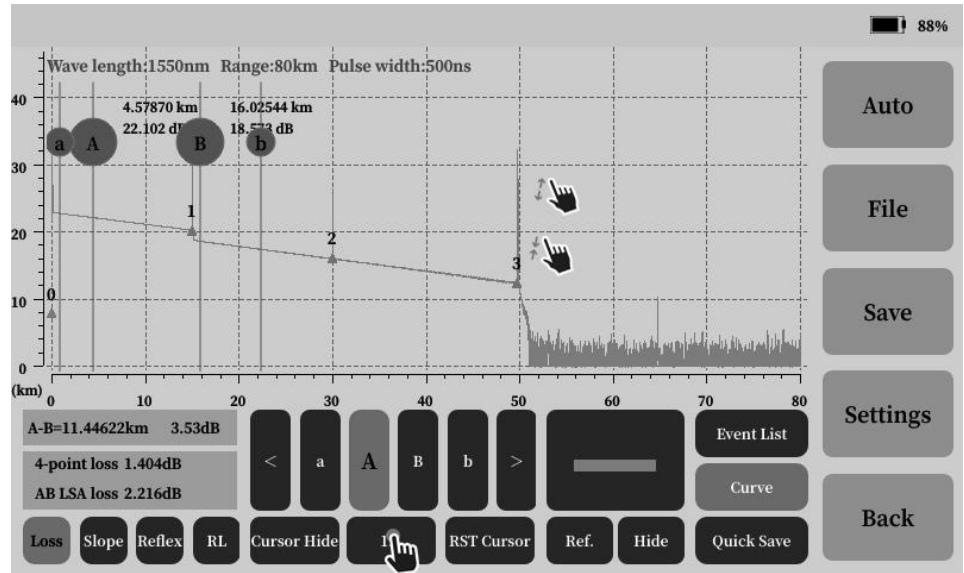 88%
Wave length:1550nm Range:80km Pulse width:500ns
4.57870 km 16.02544 km
22.102 18. dB
a A B b
40
30
20
10
0
0
1
2
3
(km) 0 10 20 30 40 50 60 70 80
A-B=11.44622km 3.53dB
4-point loss 1.404dB
AB LSA loss 2.216dB
< a A B b >
Event List
Curve
Loss Slope Reflex RL Cursor Hide RST Cursor Ref. Hide Quick Save
Auto
File
Save
Settings
Back